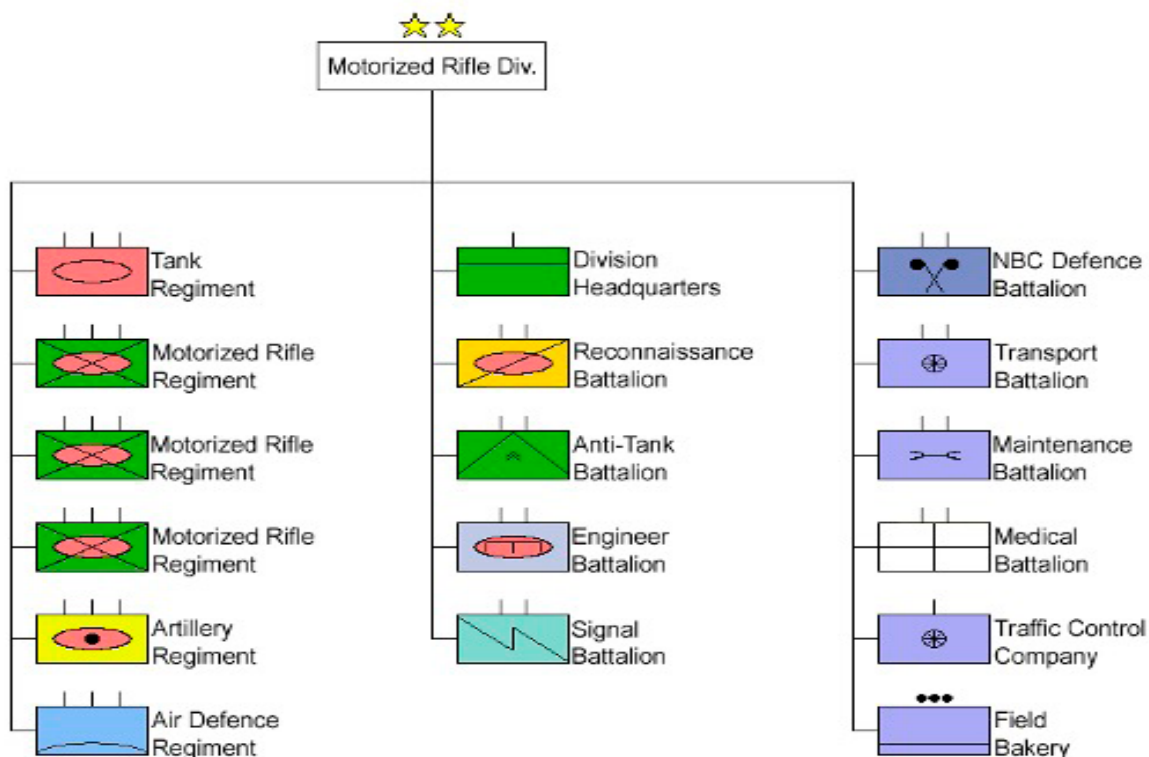 Motorized Rifle Div.
Tank
Regiment
Motorized Rifle
Regiment
Motorized Rifle
Regiment
Motorized Rifle
Regiment
Artillery
Regiment
Air Defence
Regiment
Division
Headquarters
Reconnaissance
Battalion
Anti-Tank
Battalion
Engineer
Battalion
Signal
Battalion
NBC Defence
Battalion
Transport
Battalion
Maintenance
Battalion
Medical
Battalion
Traffic Control
Company
Field
Bakery